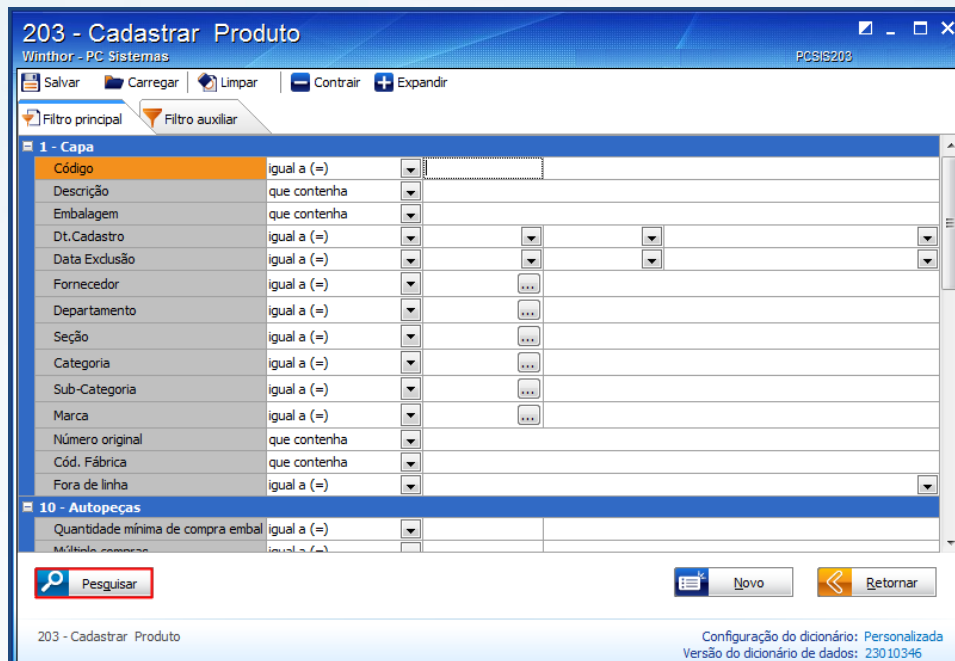 203 - Cadastrar Produto
Winthor - PC Sistemas PCSIS203
Salvar Carregar Limpar Contrair Expandir
Filtro principal Filtro auxiliar
1 - Capa
Código igual a (=)
Descrição que contenha
Embalagem que contenha
Dt.Cadastro igual a (=)
Data Exclusão igual a (=)
Fornecedor igual a (=) ...
Departamento igual a (=) ...
Seção igual a (=) ...
Categoria igual a (=) ...
Sub-Categoria igual a (=) ...
Marca igual a (=) ...
Número original que contenha
Cód. Fábrica que contenha
Fora de linha igual a (=)
10 - Autopeças
Quantidade mínima de compra embal igual a (=)
Múltiplo compras igual a (=)
Pesquisar Novo Retornar
203 - Cadastrar Produto Configuração do dicionário: Personalizada
Versão do dicionário de dados: 23010346